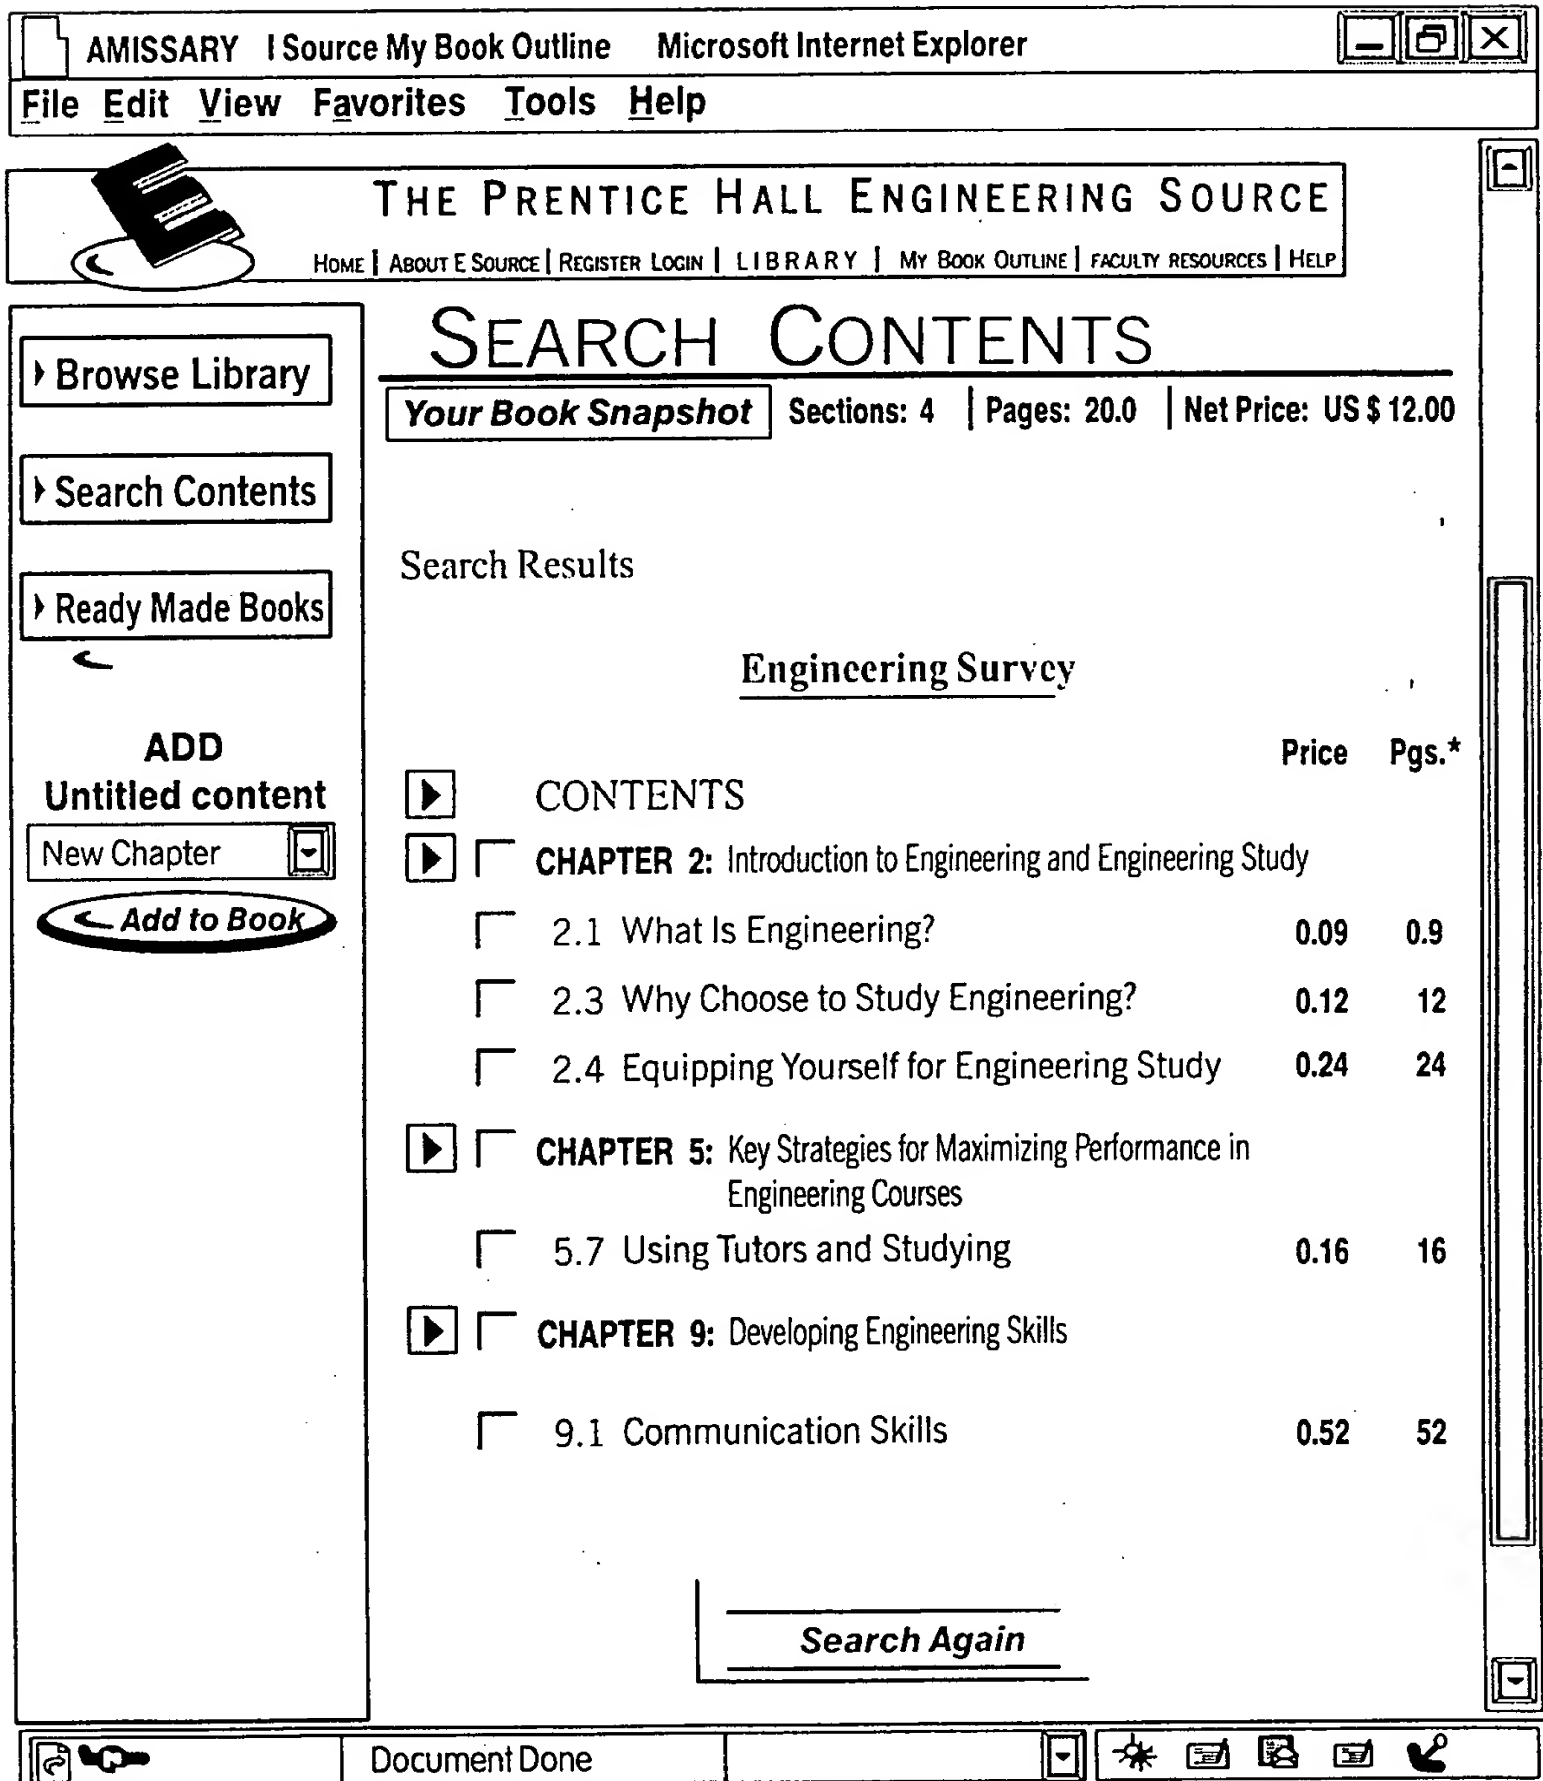 AMISSARY I Source My Book Outline Microsoft Internet Explorer
File Edit View Favorites Tools Help
THE PRENTICE HALL ENGINEERING SOURCE
HOME | ABOUT E SOURCE | REGISTER LOGIN | LIBRARY | MY BOOK OUTLINE | FACULTY RESOURCES | HELP
Browse Library
Search Contents
Ready Made Books
ADD
Untitled content
New Chapter
Add to Book
SEARCH CONTENTS
Your Book Snapshot Sections: 4 | Pages: 20.0 | Net Price: US $ 12.00
Search Results
Engineering Survey
Price Pgs.*
CONTENTS
CHAPTER 2: Introduction to Engineering and Engineering Study
2.1 What Is Engineering? 0.09 0.9
2.3 Why Choose to Study Engineering? 0.12 12
2.4 Equipping Yourself for Engineering Study 0.24 24
CHAPTER 5: Key Strategies for Maximizing Performance in
Engineering Courses
5.7 Using Tutors and Studying 0.16 16
CHAPTER 9: Developing Engineering Skills
9.1 Communication Skills 0.52 52
Search Again
Document Done